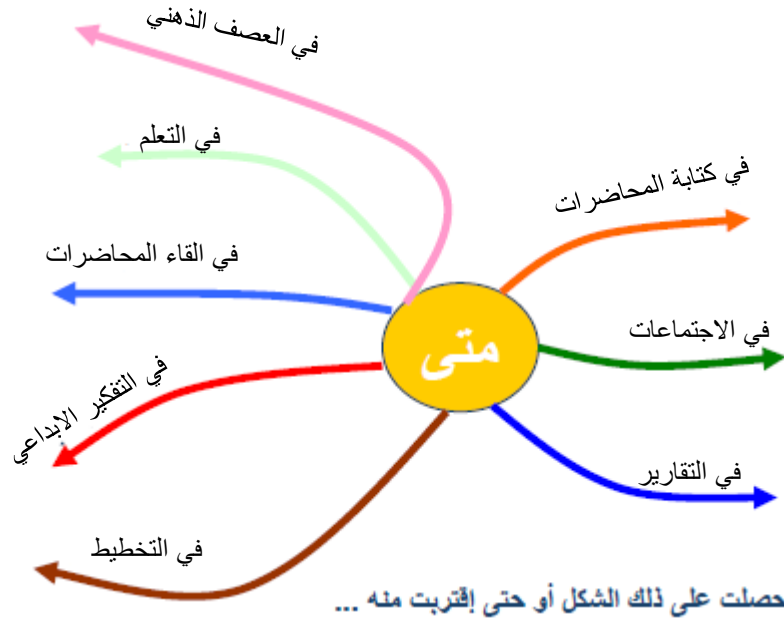 في العصف الذهني
في التعلم
في كتابة المحاضرات
في القاء المحاضرات
متى
في الاجتماعات
في التفكير الابداعي
في التقارير
في التخطيط
حصلت على ذلك الشكل أو حتى إقتربت منه ...